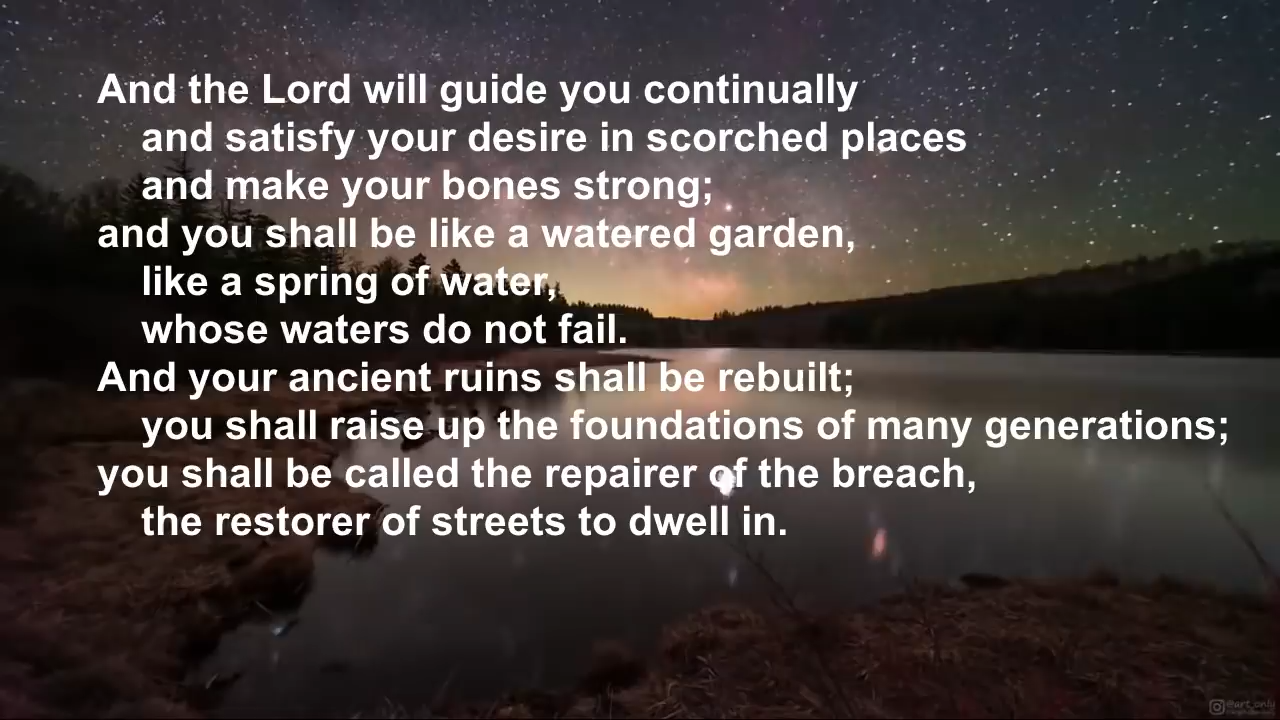 And the Lord will guide you continually
and satisfy your desire in scorched places
and make your bones strong;
and you shall be like a watered garden,
like a spring of water,
whose waters do not fail.
And your ancient ruins shall be rebuilt;
you shall raise up the foundations of many generations;
you shall be called the repairer of the breach,
the restorer of streets to dwell in.
@art_only